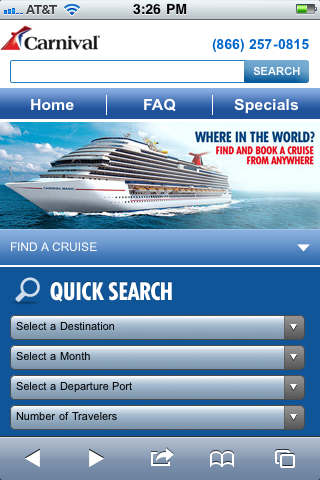 AT&T 3:26 PM
Carnival
(866) 257-0815
SEARCH
Home FAQ Specials
WHERE IN THE WORLD?
FIND AND BOOK A CRUISE
FROM ANYWHERE
CARNIVAL MAGIC
FIND A CRUISE
QUICK SEARCH
Select a Destination
Select a Month
Select a Departure Port
Number of Travelers